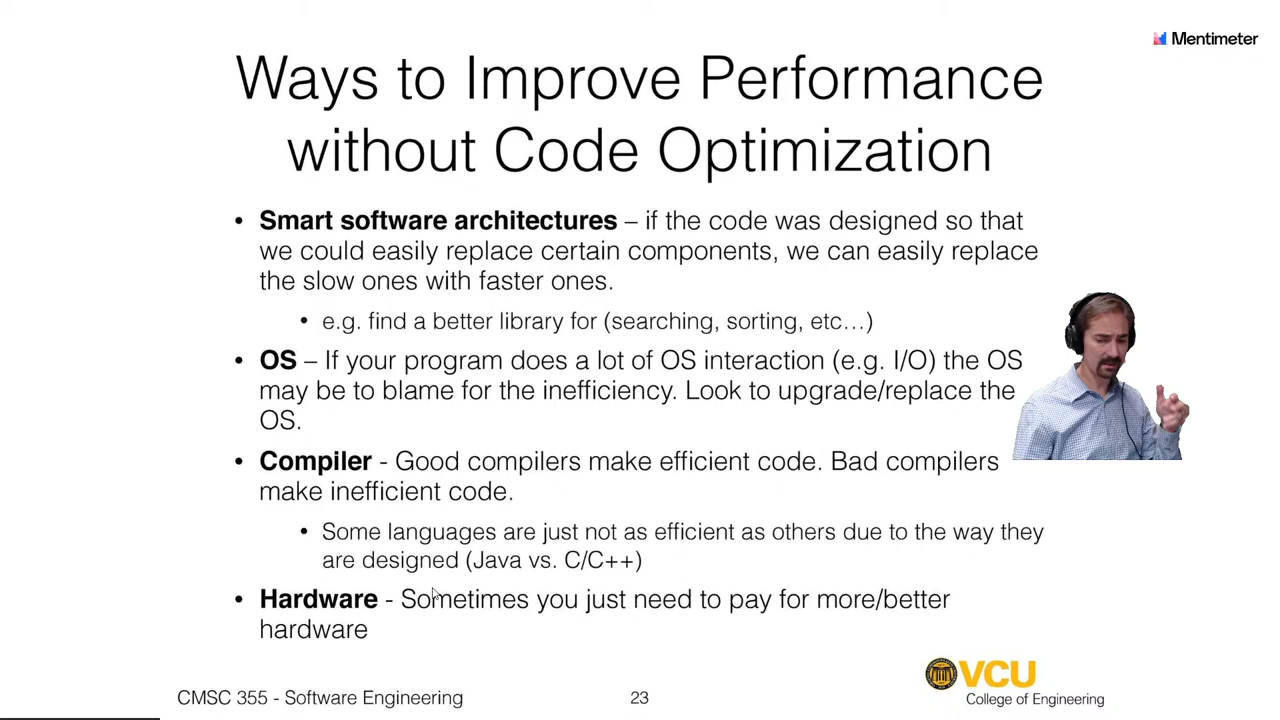 Mentimeter
Ways to Improve Performance
without Code Optimization
• Smart software architectures – if the code was designed so that
we could easily replace certain components, we can easily replace
the slow ones with faster ones.
• e.g. find a better library for (searching, sorting, etc…)
• OS – If your program does a lot of OS interaction (e.g. I/O) the OS
may be to blame for the inefficiency. Look to upgrade/replace the
OS.
• Compiler - Good compilers make efficient code. Bad compilers
make inefficient code.
• Some languages are just not as efficient as others due to the way they
are designed (Java vs. C/C++)
• Hardware - Sometimes you just need to pay for more/better
hardware
CMSC 355 - Software Engineering
23
VCU
College of Engineering